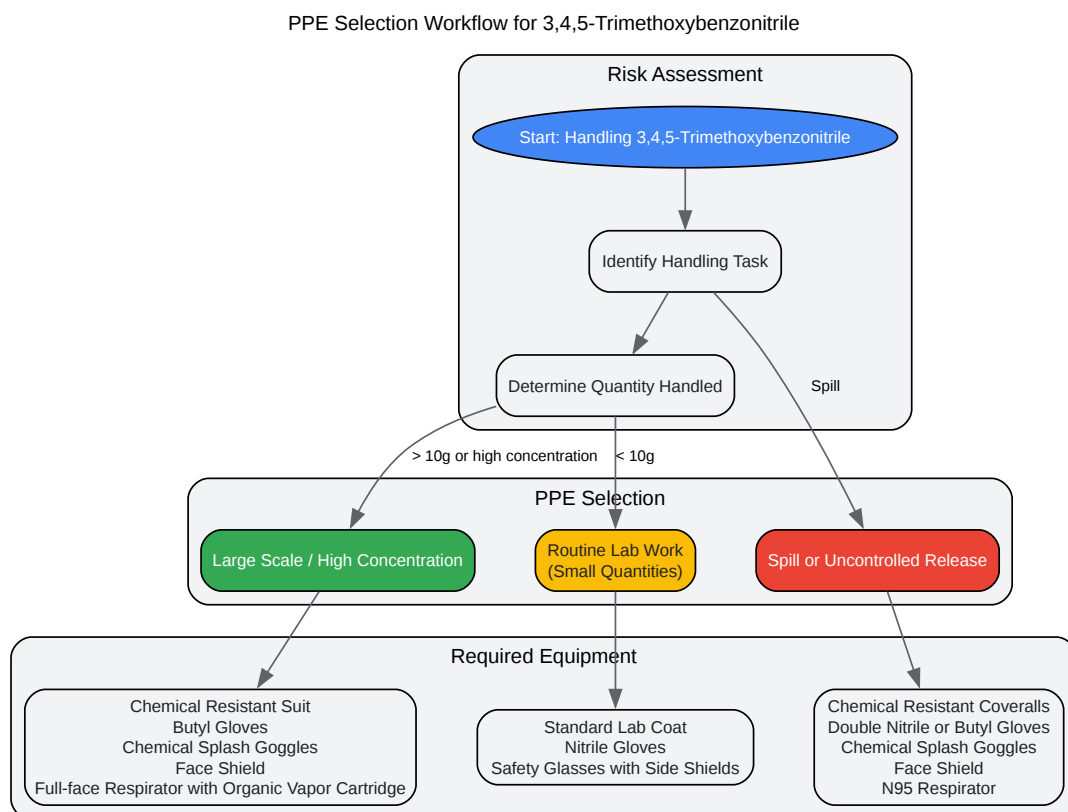 PPE Selection Workflow for 3,4,5-Trimethoxybenzonitrile
Risk Assessment
Start: Handling 3,4,5-Trimethoxybenzonitrile
Identify Handling Task
Determine Quantity Handled
Spill
> 10g or high concentration
< 10g
PPE Selection
Large Scale / High Concentration
Routine Lab Work
(Small Quantities)
Spill or Uncontrolled Release
Required Equipment
Chemical Resistant Suit
Butyl Gloves
Chemical Splash Goggles
Face Shield
Full-face Respirator with Organic Vapor Cartridge
Standard Lab Coat
Nitrile Gloves
Safety Glasses with Side Shields
Chemical Resistant Coveralls
Double Nitrile or Butyl Gloves
Chemical Splash Goggles
Face Shield
N95 Respirator